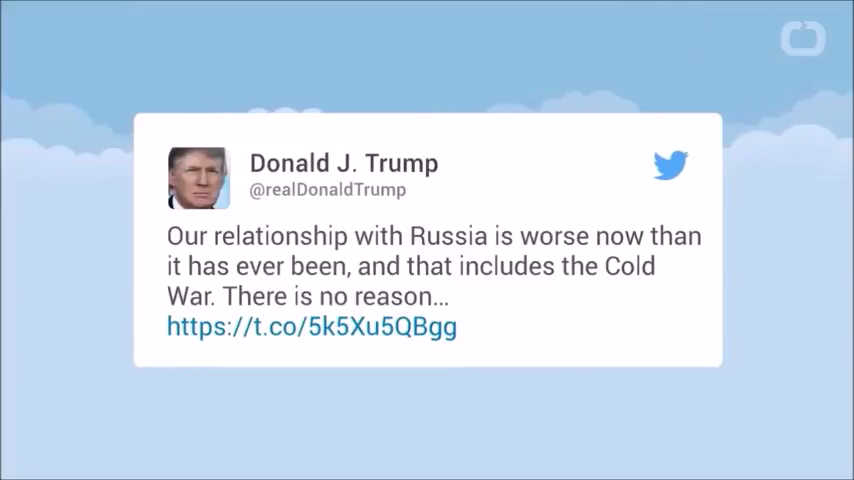 Donald J. Trump
@realDonaldTrump
Our relationship with Russia is worse now than
it has ever been, and that includes the Cold
War. There is no reason...
https://t.co/5k5Xu5QBgg